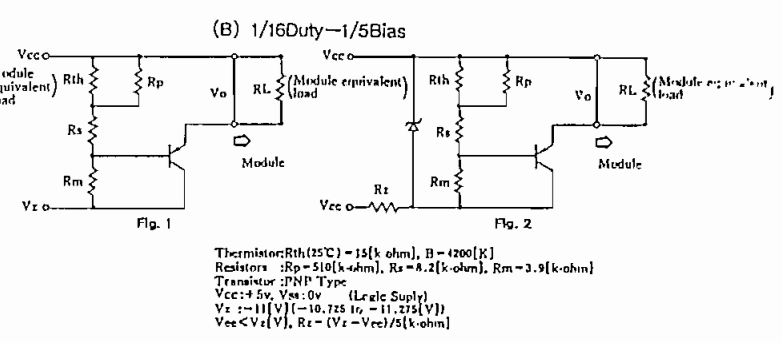 (B) 1/16Duty—1/5Bias
Vcc
Rth
Rp
Vo
RL
(Module equivalent load)
Rs
Rm
Module
Vz
Fig. 1
Vcc
Rth
Rp
Vo
RL
(Module
load
Rs
Rm
Module
Rz
Vee
Fig. 2
Thermistor:Rth(25℃)=15[k-ohm], B=4200[K]
Resistors :Rp=510[k-ohm], Rs=8.2[k-ohm], Rm=3.9[k-ohm]
Transistor :PNP Type
Vcc:+5v, Vss:0v (Logic Suply)
Vz :-11[V](-10.725 to -11.275[V])
Vee<Vz[V], Rz=(Vz-Vee)/5[k-ohm]